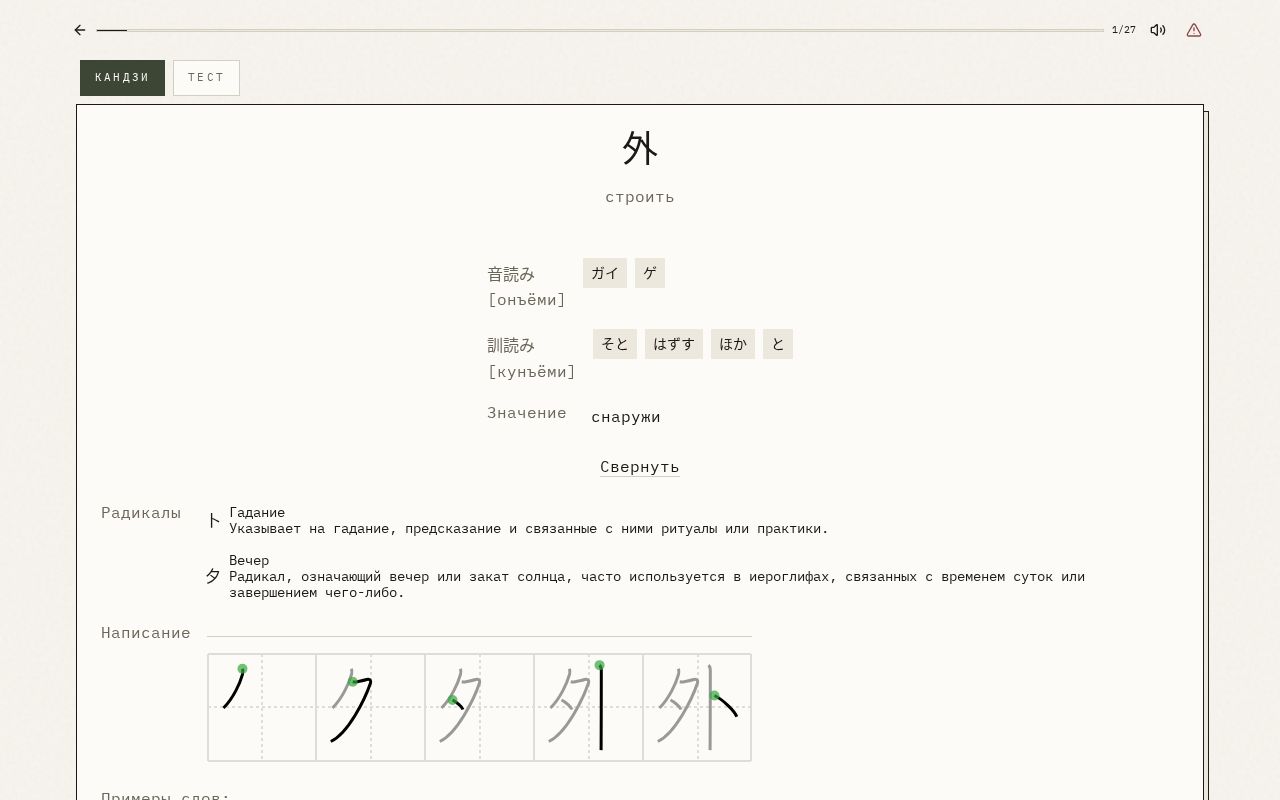 1/27
КАНДЗИ
ТЕСТ
外
строить
音読み ガイ ゲ
[онъёми]
訓読み そと はずす ほか と
[кунъёми]
Значение снаружи
Свернуть
Радикалы
卜 Гадание
Указывает на гадание, предсказание и связанные с ними ритуалы или практики.
夕 Вечер
Радикал, означающий вечер или закат солнца, часто используется в иероглифах, связанных с временем суток или
завершением чего-либо.
Написание
Примеры слов: